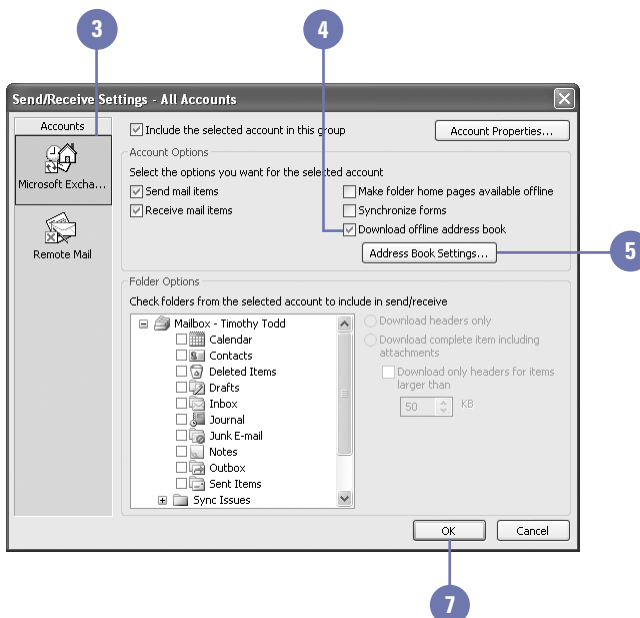 3
4
Send/Receive Settings - All Accounts
Accounts
Include the selected account in this group
Account Properties...
Account Options
Microsoft Excha...
Select the options you want for the selected account
Send mail items
Make folder home pages available offline
Receive mail items
Synchronize forms
Download offline address book
Remote Mail
Address Book Settings...
5
Folder Options
Check folders from the selected account to include in send/receive
Mailbox - Timothy Todd
Calendar
Contacts
Deleted Items
Drafts
Inbox
Journal
Junk E-mail
Notes
Outbox
Sent Items
Sync Issues
Download headers only
Download complete item including
attachments
Download only headers for items
larger than
50 KB
OK
Cancel
7